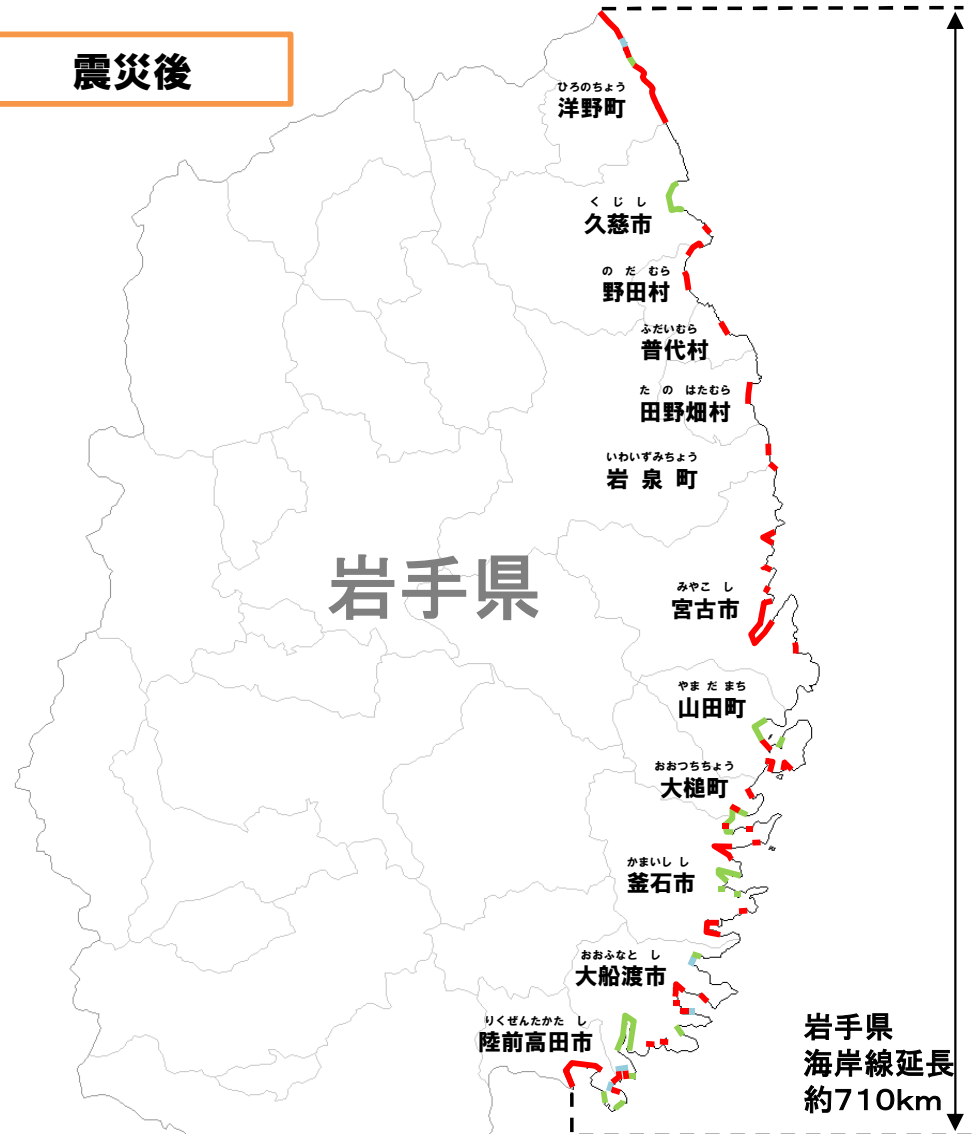 震災後
ひろのちょう
洋野町
く じ し
久慈市
の だ むら
野田村
ふだいむら
普代村
た の はたむら
田野畑村
いわいずみちょう
岩 泉 町
岩手県
みやこ し
宮古市
やま だ まち
山田町
おおつちちょう
大槌町
かまいし し
釜石市
おおふなと し
大船渡市
りくぜんたかた し
陸前高田市
岩手県
海岸線延長
約710km